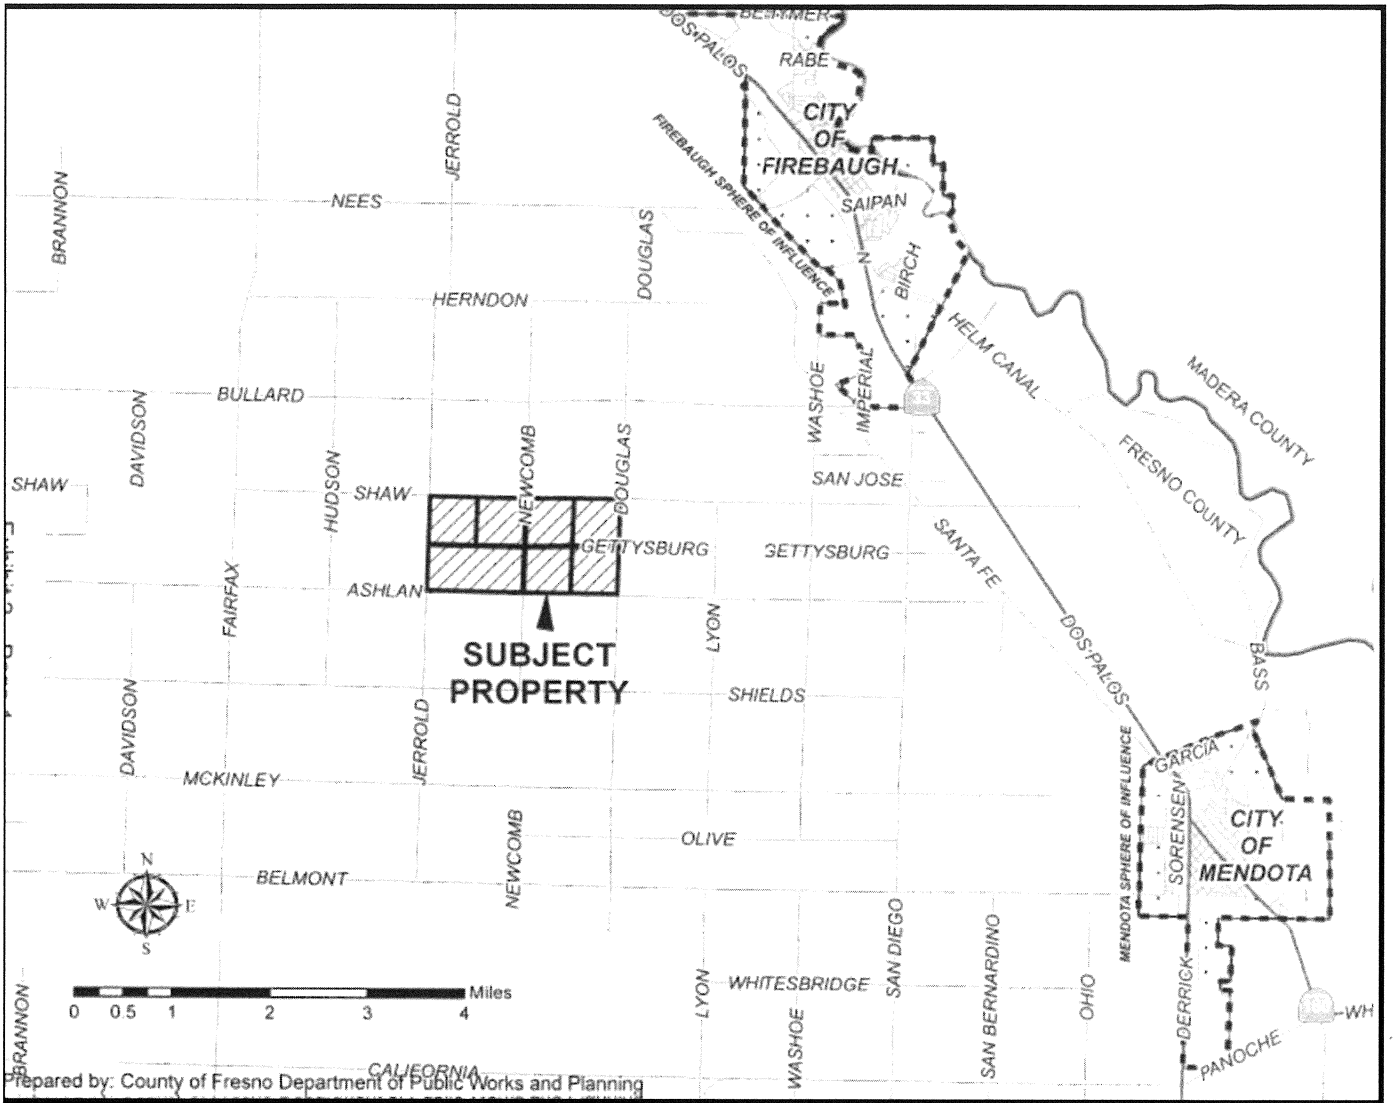 BELMER
DOS PALOS
RABE
CITY
OF
FIREBAUGH
FIREBAUGH SPHERE OF INFLUENCE
JERROLD
BRANNON
NEES
SAIPAN
DOUGLAS
N
BIRCH
HERNDON
HELM CANAL
MADERA COUNTY
FRESNO COUNTY
WASHOE
IMPERIAL
BULLARD
DAVIDSON
HUDSON
NEWCOMB
DOUGLAS
SHAW
SHAW
SAN JOSE
SANTA FE
GETTYSBURG
GETTYSBURG
FAIRFAX
ASHLAN
SUBJECT
PROPERTY
LYON
DOS PALOS
BASS
SHIELDS
DAVIDSON
JERROLD
MCKINLEY
GARCIA
MENDOTA SPHERE OF INFLUENCE
SORENSEN
CITY
OF
MENDOTA
NEWCOMB
OLIVE
BELMONT
N
W E
S
SAN DIEGO
SAN BERNARDINO
OHIO
DERRICK
WHITESBRIDGE
LYON
WASHOE
BRANNON
Miles
0 0.5 1 2 3 4
WH
PANOCHE
CALIFORNIA
Prepared by: County of Fresno Department of Public Works and Planning